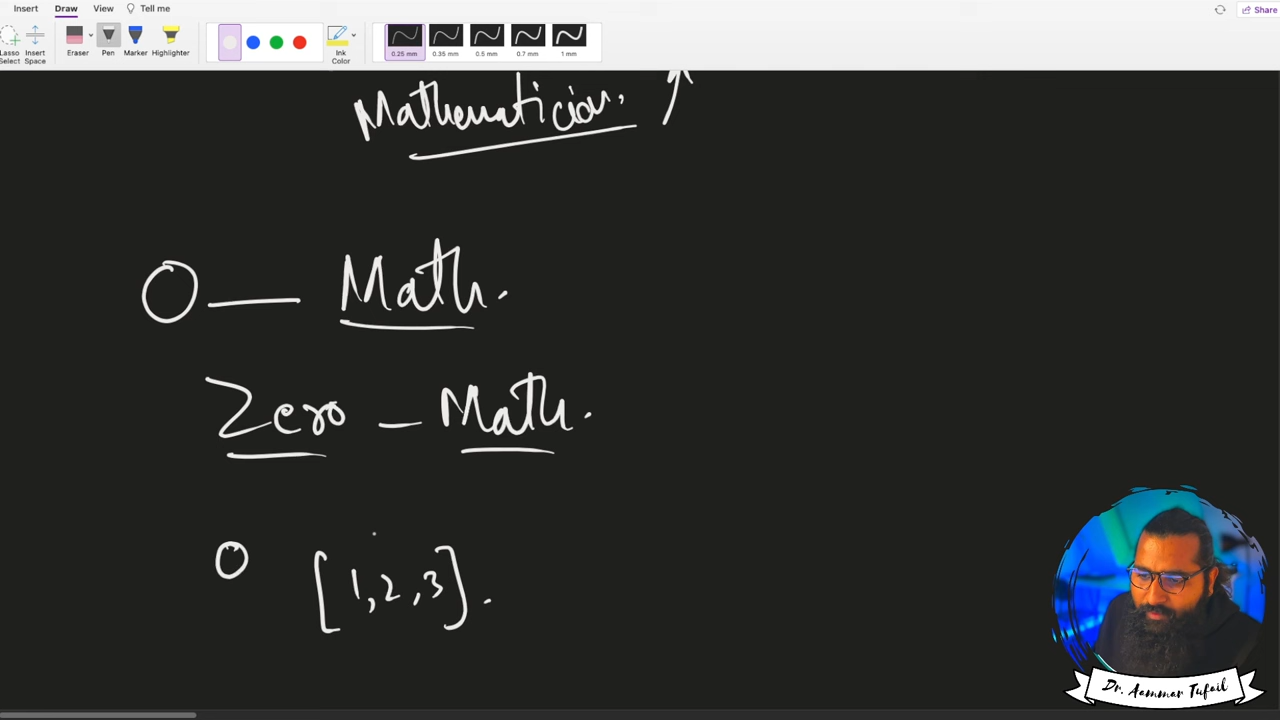 Insert Draw View Tell me
Share
Lasso Select
Insert Space
Eraser
Pen
Marker
Highlighter
Ink Color
0.25 mm
0.35 mm
0.5 mm
0.7 mm
1 mm
Mathematician.
0 — Math.
Zero — Math.
0 [1,2,3].
Dr. Aammar Tufail